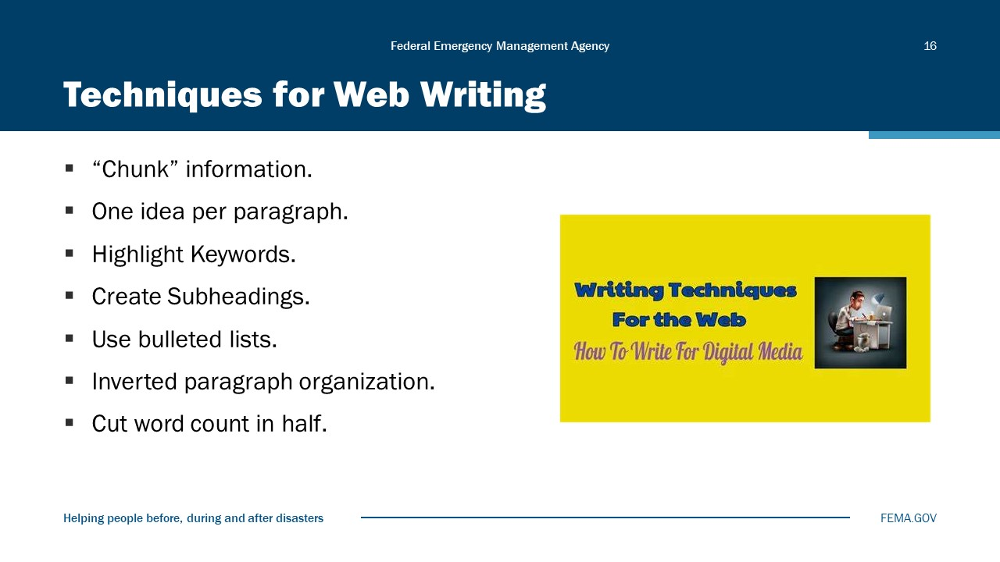 Federal Emergency Management Agency
16
Techniques for Web Writing
▪ “Chunk” information.
▪ One idea per paragraph.
▪ Highlight Keywords.
▪ Create Subheadings.
▪ Use bulleted lists.
▪ Inverted paragraph organization.
▪ Cut word count in half.
Writing Techniques
For the Web
How To Write For Digital Media
Helping people before, during and after disasters
FEMA.GOV